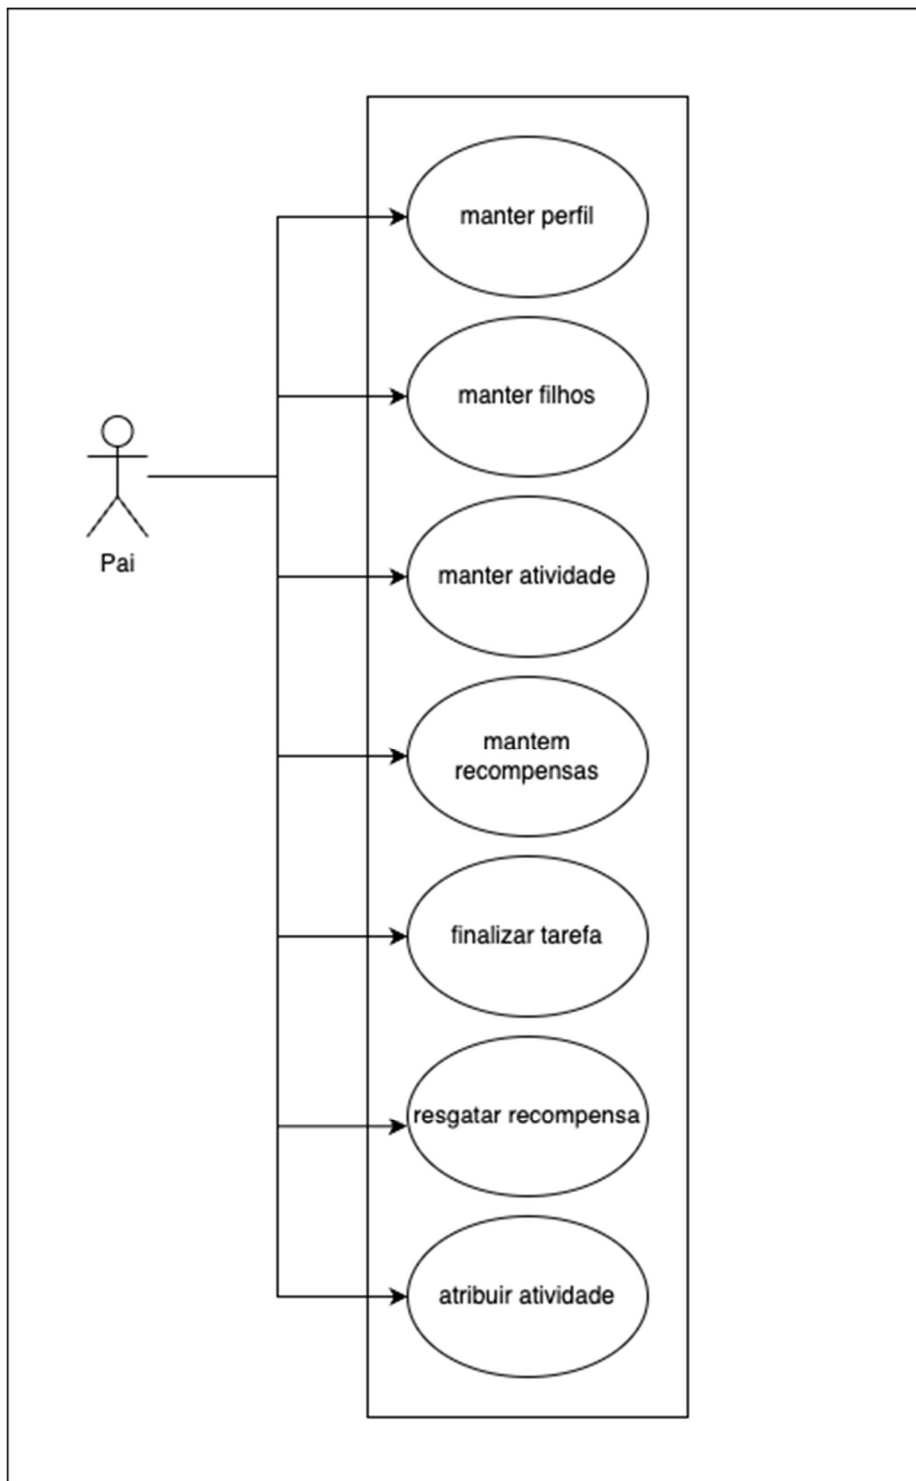 manter perfil
manter filhos
Pai
manter atividade
mantem
recompensas
finalizar tarefa
resgatar recompensa
atribuir atividade